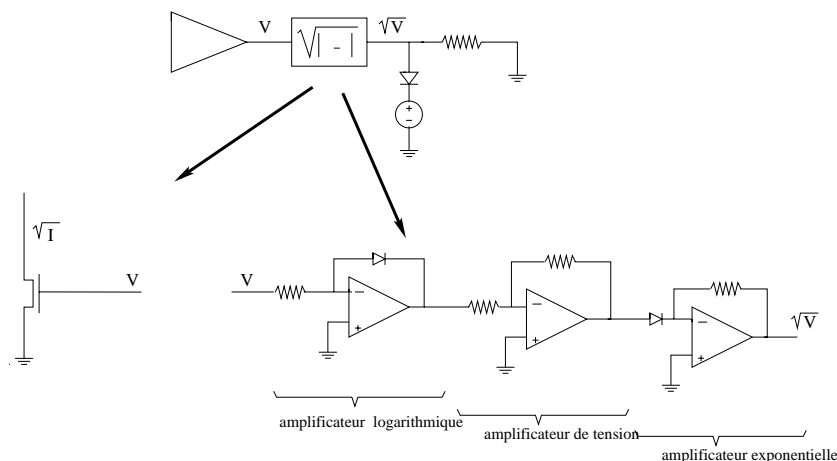 V
√|-|
√V
+
-
√I
V
V
-
+
-
+
-
+
√V
amplificateur logarithmique
amplificateur de tension
amplificateur exponentielle